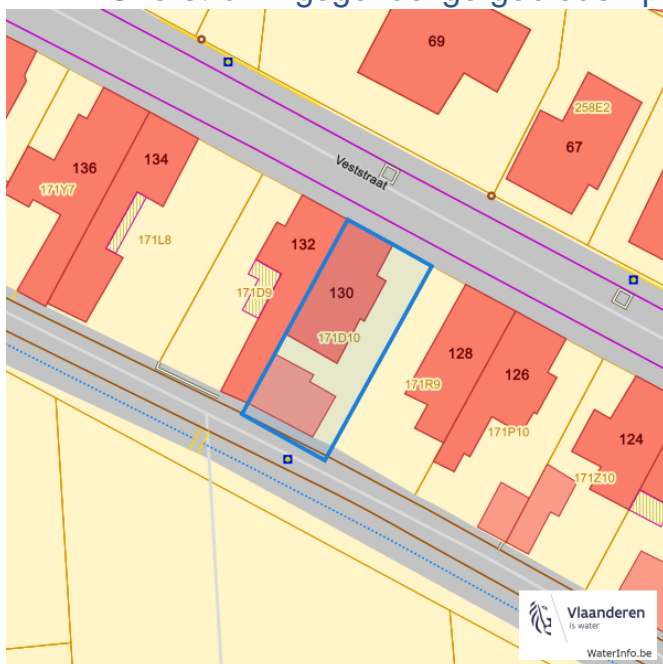 69
258E2
67
Veststraat
136
134
171Y7
171L8
132
171D9
130
171D10
128
171R9
126
171P10
124
171Z10
Vlaanderen
is water
WaterInfo.be